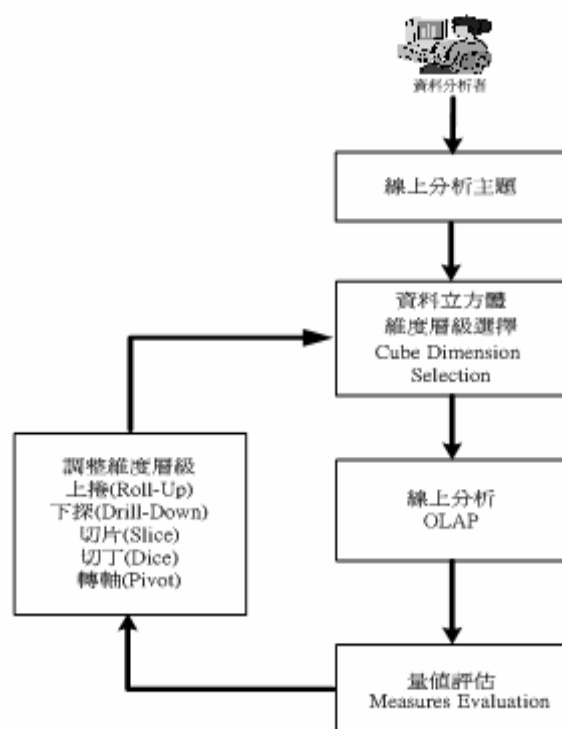 資料分析者
線上分析主題
資料立方體
維度層級選擇
Cube Dimension
Selection
線上分析
OLAP
量值評估
Measures Evaluation
調整維度層級
上捲(Roll-Up)
下探(Drill-Down)
切片(Slice)
切丁(Dice)
轉軸(Pivot)